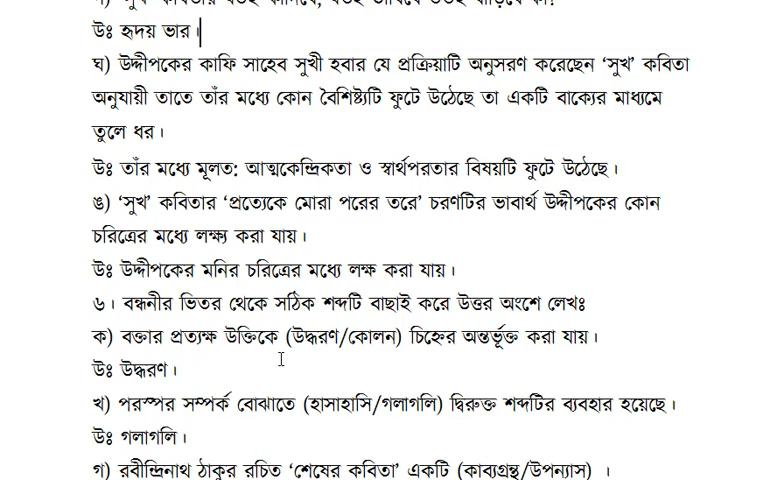 উঃ হৃদয় ভার।
ঘ) উদ্দীপকের কাফি সাহেব সুখী হবার যে প্রক্রিয়াটি অনুসরণ করেছেন ‘সুখ’ কবিতা
অনুযায়ী তাতে তাঁর মধ্যে কোন বৈশিষ্ট্যটি ফুটে উঠেছে তা একটি বাক্যের মাধ্যমে
তুলে ধর।
উঃ তাঁর মধ্যে মূলত: আত্মকেন্দ্রিকতা ও স্বার্থপরতার বিষয়টি ফুটে উঠেছে।
ঙ) ‘সুখ’ কবিতার ‘প্রত্যেকে মোরা পরের তরে’ চরণটির ভাবার্থ উদ্দীপকের কোন
চরিত্রের মধ্যে লক্ষ্য করা যায়।
উঃ উদ্দীপকের মনির চরিত্রের মধ্যে লক্ষ করা যায়।
৬। বন্ধনীর ভিতর থেকে সঠিক শব্দটি বাছাই করে উত্তর অংশে লেখঃ
ক) বক্তার প্রত্যক্ষ উক্তিকে (উদ্ধরণ/কোলন) চিহ্নের অন্তর্ভূক্ত করা যায়।
উঃ উদ্ধরণ।
খ) পরস্পর সম্পর্ক বোঝাতে (হাসাহাসি/গলাগলি) দ্বিরুক্ত শব্দটির ব্যবহার হয়েছে।
উঃ গলাগলি।
গ) রবীন্দ্রিনাথ ঠাকুর রচিত ‘শেষের কবিতা’ একটি (কাব্যগ্রন্থ/উপন্যাস) ।